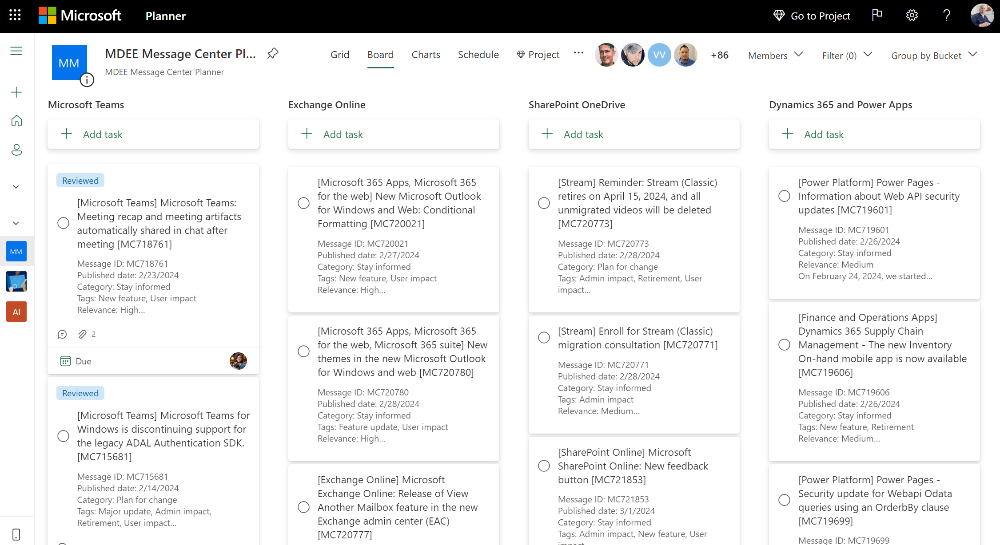 Microsoft
Planner
Go to Project
MM
MDEE Message Center Pl...
MDEE Message Center Planner
Grid
Board
Charts
Schedule
Project
...
VV
+86
Members
Filter (0)
Group by Bucket
MM
AI
Microsoft Teams
Add task
Reviewed
[Microsoft Teams] Microsoft Teams:
Meeting recap and meeting artifacts
automatically shared in chat after
meeting [MC718761]
Message ID: MC718761
Published date: 2/23/2024
Category: Stay informed
Tags: New feature, User impact
Relevance: High...
2
Due
Reviewed
[Microsoft Teams] Microsoft Teams for
Windows is discontinuing support for
the legacy ADAL Authentication SDK.
[MC715681]
Message ID: MC715681
Published date: 2/14/2024
Category: Plan for change
Tags: Major update, Admin impact,
Retirement, User impact...
Exchange Online
Add task
[Microsoft 365 Apps, Microsoft 365
for the web] New Microsoft Outlook
for Windows and Web: Conditional
Formatting [MC720021]
Message ID: MC720021
Published date: 2/27/2024
Category: Stay informed
Tags: New feature, User impact
Relevance: High...
[Microsoft 365 Apps, Microsoft 365
for the web, Microsoft 365 suite] New
themes in the new Microsoft Outlook
for Windows and web [MC720780]
Message ID: MC720780
Published date: 2/28/2024
Category: Stay informed
Tags: Feature update, User impact
Relevance: High...
[Exchange Online] Microsoft
Exchange Online: Release of View
Another Mailbox feature in the new
Exchange admin center (EAC)
[MC720777]
SharePoint OneDrive
Add task
[Stream] Reminder: Stream (Classic)
retires on April 15, 2024, and all
unmigrated videos will be deleted
[MC720773]
Message ID: MC720773
Published date: 2/28/2024
Category: Plan for change
Tags: Admin impact, Retirement, User
impact...
[Stream] Enroll for Stream (Classic)
migration consultation [MC720771]
Message ID: MC720771
Published date: 2/28/2024
Category: Stay informed
Tags: Admin impact
Relevance: Medium...
[SharePoint Online] Microsoft
SharePoint Online: New feedback
button [MC721853]
Message ID: MC721853
Published date: 3/1/2024
Category: Stay informed
Tags: Admin impact, New feature, User
impact...
Dynamics 365 and Power Apps
Add task
[Power Platform] Power Pages -
Information about Web API security
updates [MC719601]
Message ID: MC719601
Published date: 2/26/2024
Category: Stay informed
Relevance: Medium
On February 24, 2024, we started...
[Finance and Operations Apps]
Dynamics 365 Supply Chain
Management - The new Inventory
On-hand mobile app is now available
[MC719606]
Message ID: MC719606
Published date: 2/26/2024
Category: Stay informed
Tags: New feature, Retirement
Relevance: Medium...
[Power Platform] Power Pages -
Security update for Webapi Odata
queries using an OrderbBy clause
[MC719699]
Message ID: MC719699